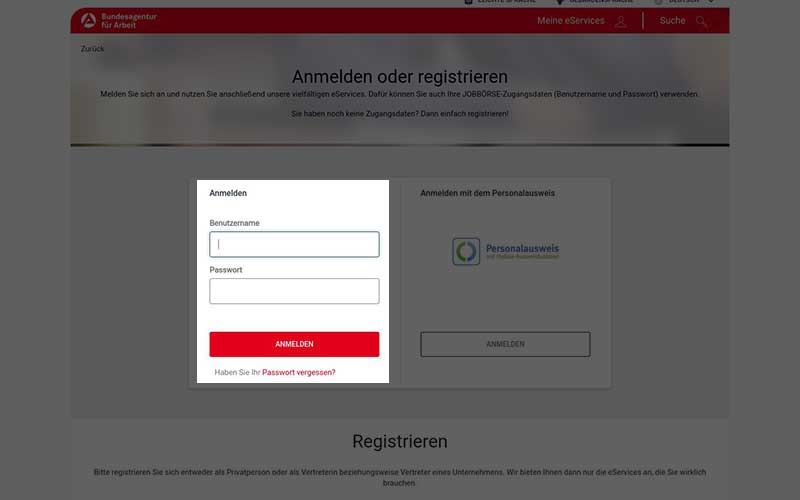 LEICHTE SPRACHE GEBÄRDENSPRACHE DEUTSCH
Bundesagentur
für Arbeit
Meine eServices
Suche
Zurück
Anmelden oder registrieren
Melden Sie sich an und nutzen Sie anschließend unsere vielfältigen eServices. Dafür können Sie auch Ihre JOBBÖRSE-Zugangsdaten (Benutzername und Passwort) verwenden.
Sie haben noch keine Zugangsdaten? Dann einfach registrieren!
Anmelden
Benutzername
Passwort
ANMELDEN
Haben Sie Ihr Passwort vergessen?
Anmelden mit dem Personalausweis
Personalausweis
mit Online-Ausweisfunktion
ANMELDEN
Registrieren
Bitte registrieren Sie sich entweder als Privatperson oder als Vertreterin beziehungsweise Vertreter eines Unternehmens. Wir bieten Ihnen dann nur die eServices an, die Sie wirklich
brauchen.